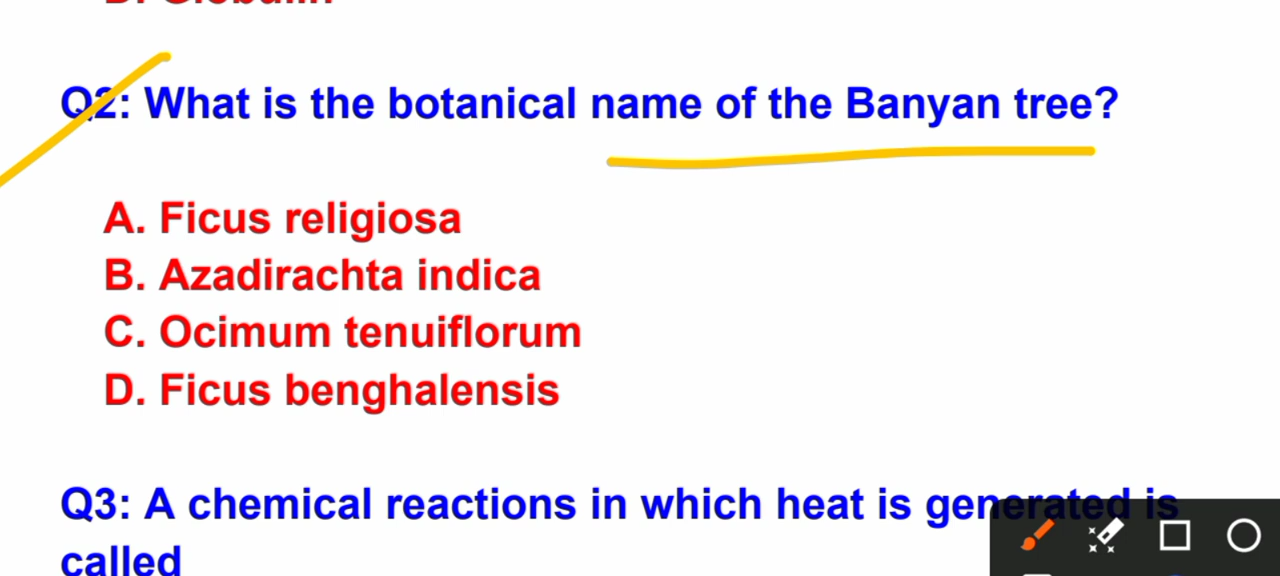 Q2: What is the botanical name of the Banyan tree?
A. Ficus religiosa
B. Azadirachta indica
C. Ocimum tenuiflorum
D. Ficus benghalensis
Q3: A chemical reactions in which heat is generated is
called